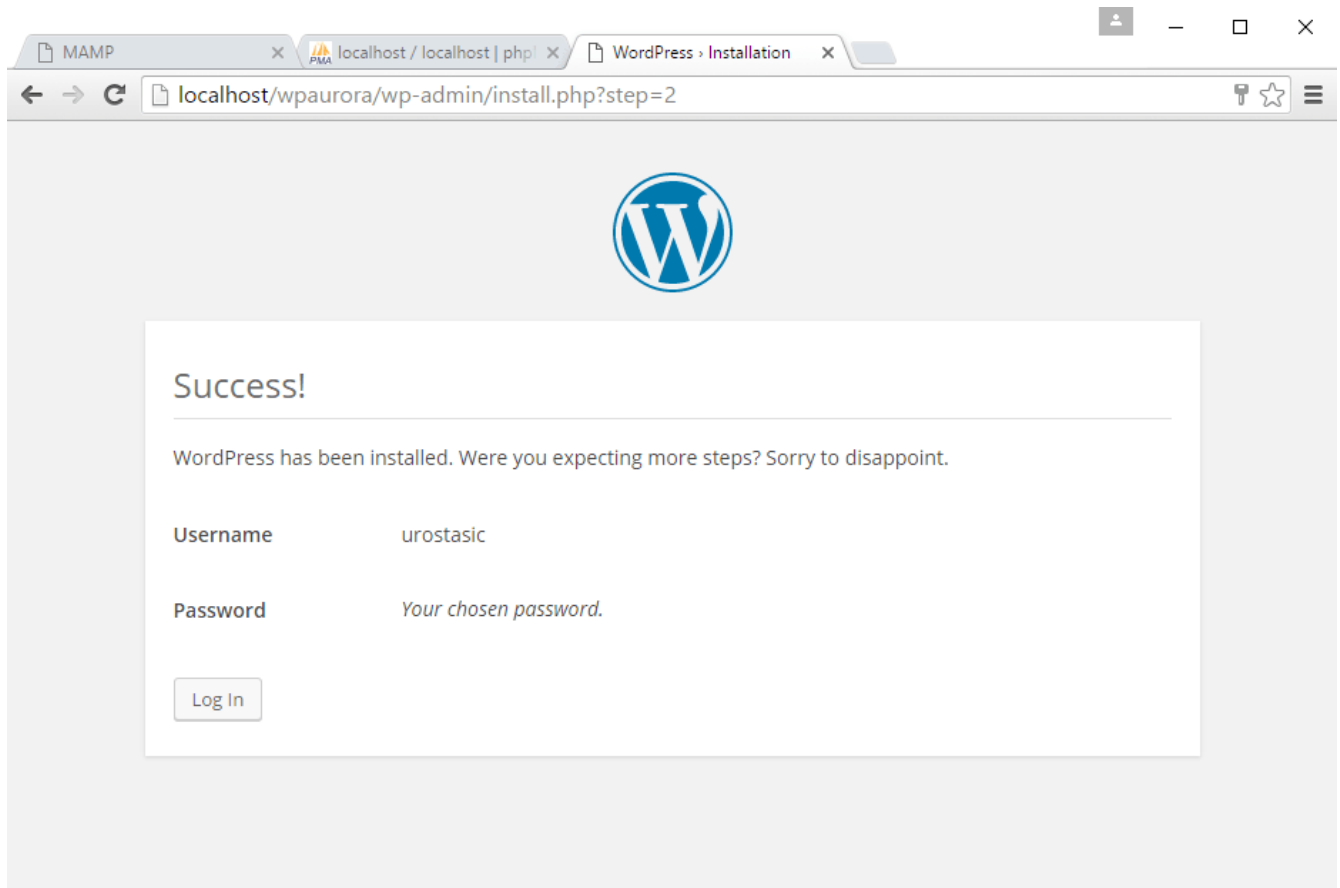 MAMP
localhost / localhost | php
WordPress › Installation
localhost/wpaurora/wp-admin/install.php?step=2
Success!
WordPress has been installed. Were you expecting more steps? Sorry to disappoint.
Username urostasic
Password Your chosen password.
Log In